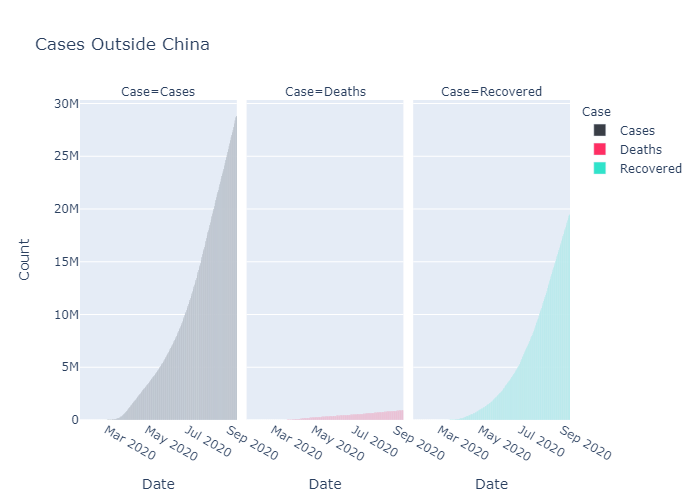 Cases Outside China
Case=Cases
Case=Deaths
Case=Recovered
Case
Cases
Deaths
Recovered
Count
30M
25M
20M
15M
10M
5M
0
Mar 2020
May 2020
Jul 2020
Sep 2020
Mar 2020
May 2020
Jul 2020
Sep 2020
Mar 2020
May 2020
Jul 2020
Sep 2020
Date
Date
Date